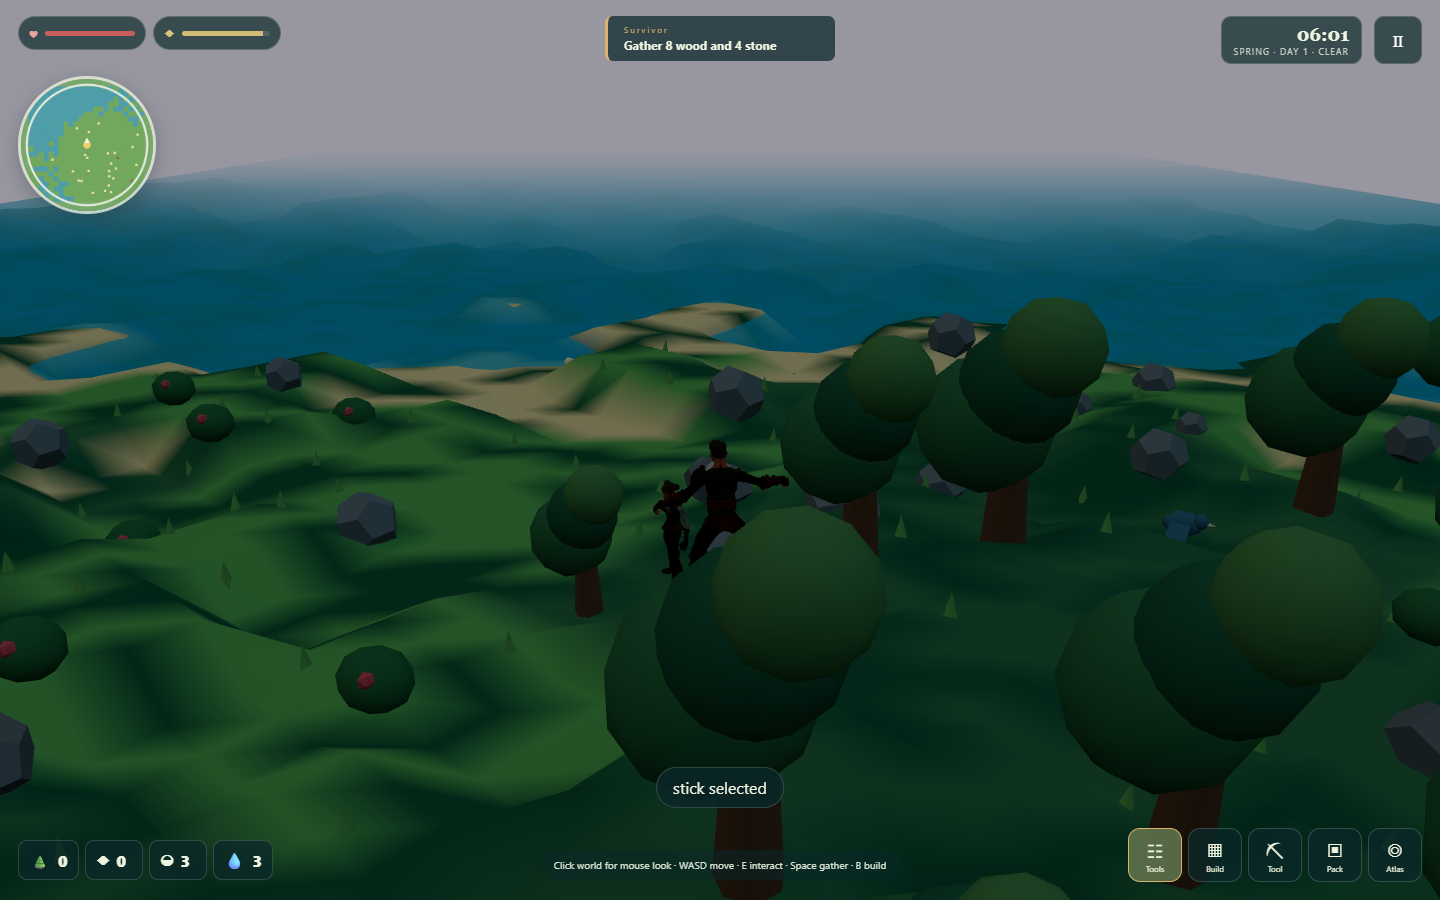 Survivor
Gather 8 wood and 4 stone
06:01
SPRING · DAY 1 · CLEAR
II
stick selected
0
0
3
3
Click world for mouse look · WASD move · E interact · Space gather · B build
Tools
Build
Tool
Pack
Atlas